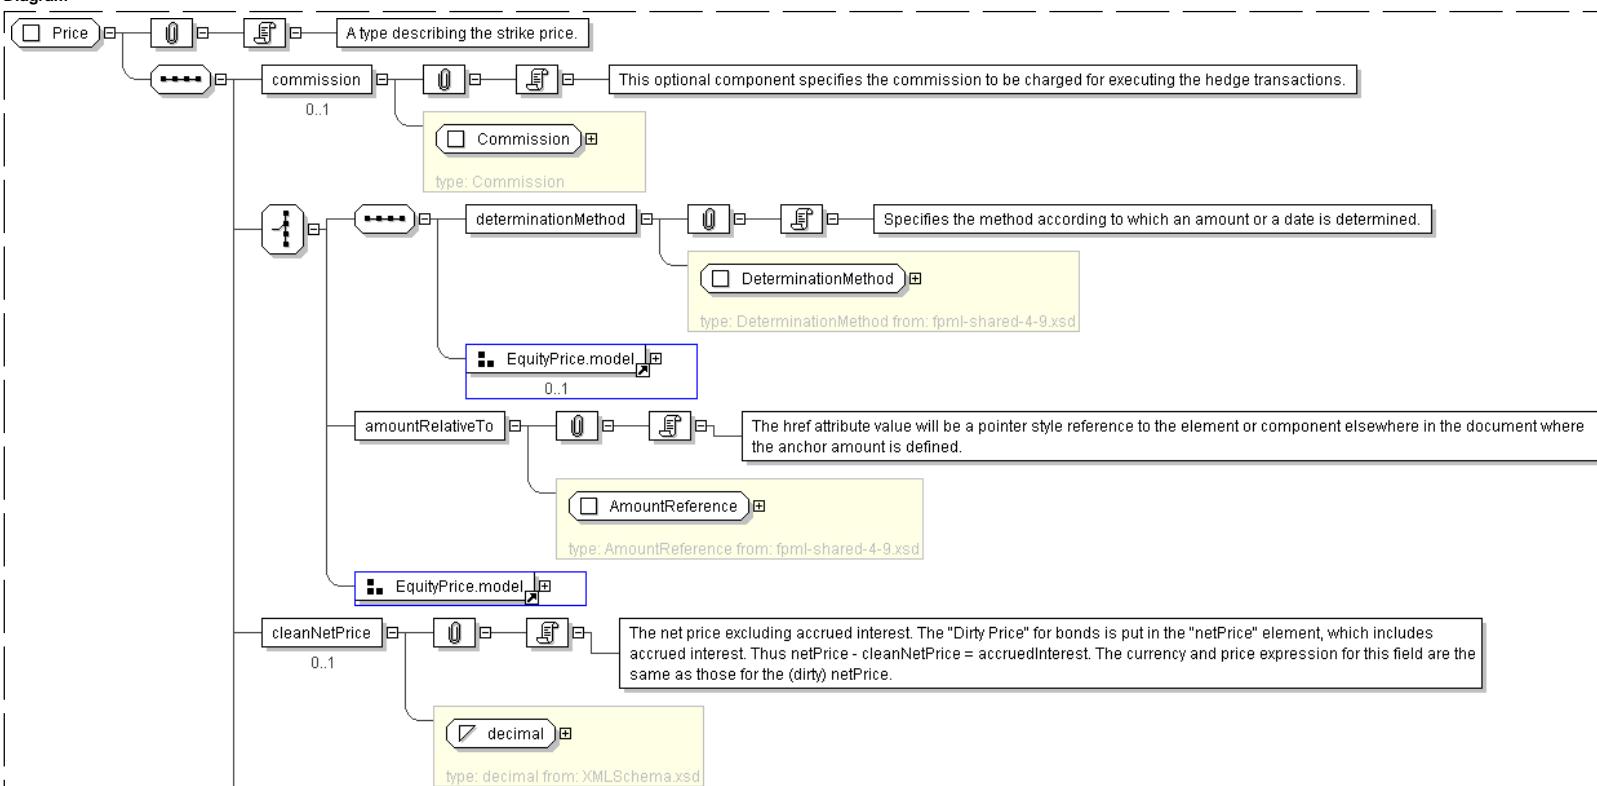 Diagram
Price
A type describing the strike price.
commission
This optional component specifies the commission to be charged for executing the hedge transactions.
0..1
Commission
type: Commission
determinationMethod
Specifies the method according to which an amount or a date is determined.
DeterminationMethod
type: DeterminationMethod from: fpml-shared-4-9.xsd
EquityPrice.model
0..1
amountRelativeTo
The href attribute value will be a pointer style reference to the element or component elsewhere in the document where
the anchor amount is defined.
AmountReference
type: AmountReference from: fpml-shared-4-9.xsd
EquityPrice.model
cleanNetPrice
0..1
The net price excluding accrued interest. The "Dirty Price" for bonds is put in the "netPrice" element, which includes
accrued interest. Thus netPrice - cleanNetPrice = accruedInterest. The currency and price expression for this field are the
same as those for the (dirty) netPrice.
decimal
type: decimal from: XMLSchema.xsd